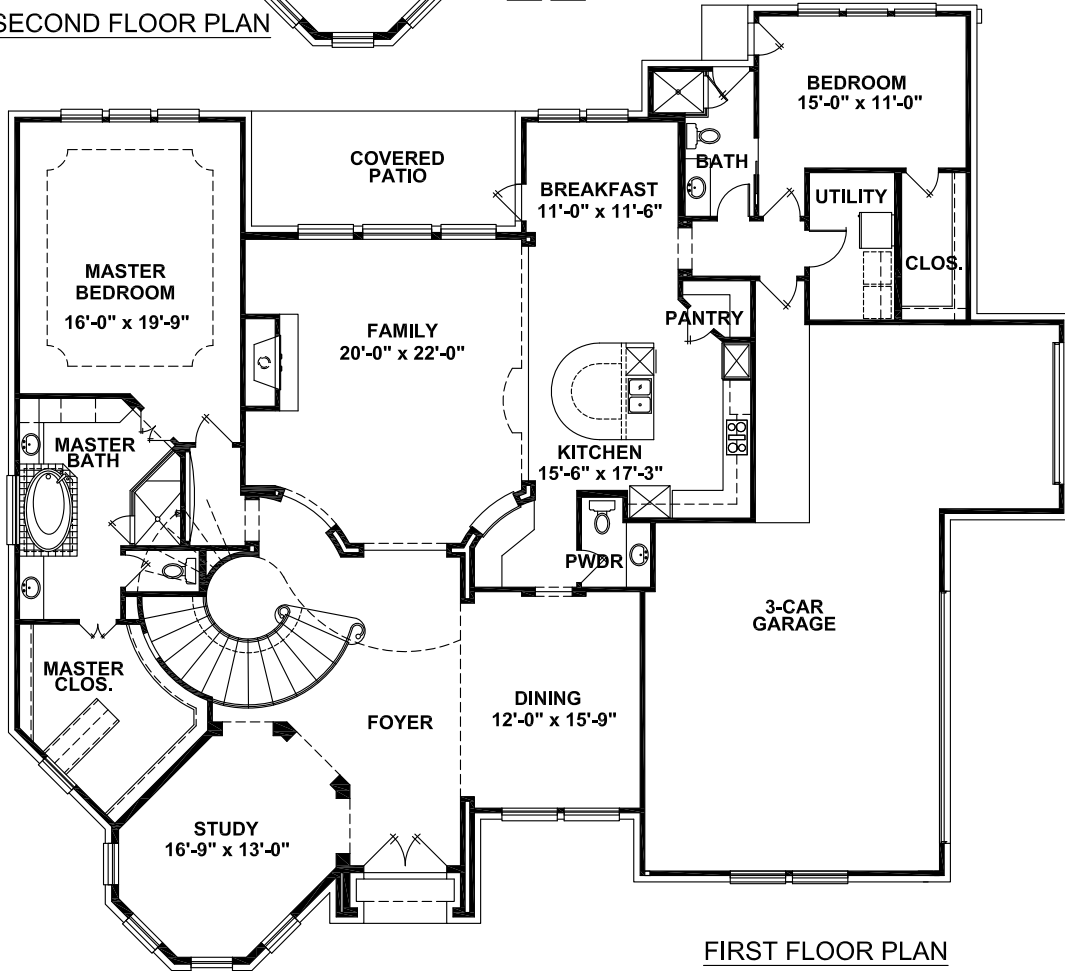 SECOND FLOOR PLAN
BEDROOM
15'-0" x 11'-0"
COVERED
PATIO
BATH
BREAKFAST
11'-0" x 11'-6"
UTILITY
MASTER
BEDROOM
16'-0" x 19'-9"
CLOS.
FAMILY
20'-0" x 22'-0"
PANTRY
MASTER
BATH
KITCHEN
15'-6" x 17'-3"
PWDR
3-CAR
GARAGE
MASTER
CLOS.
FOYER
DINING
12'-0" x 15'-9"
STUDY
16'-9" x 13'-0"
FIRST FLOOR PLAN